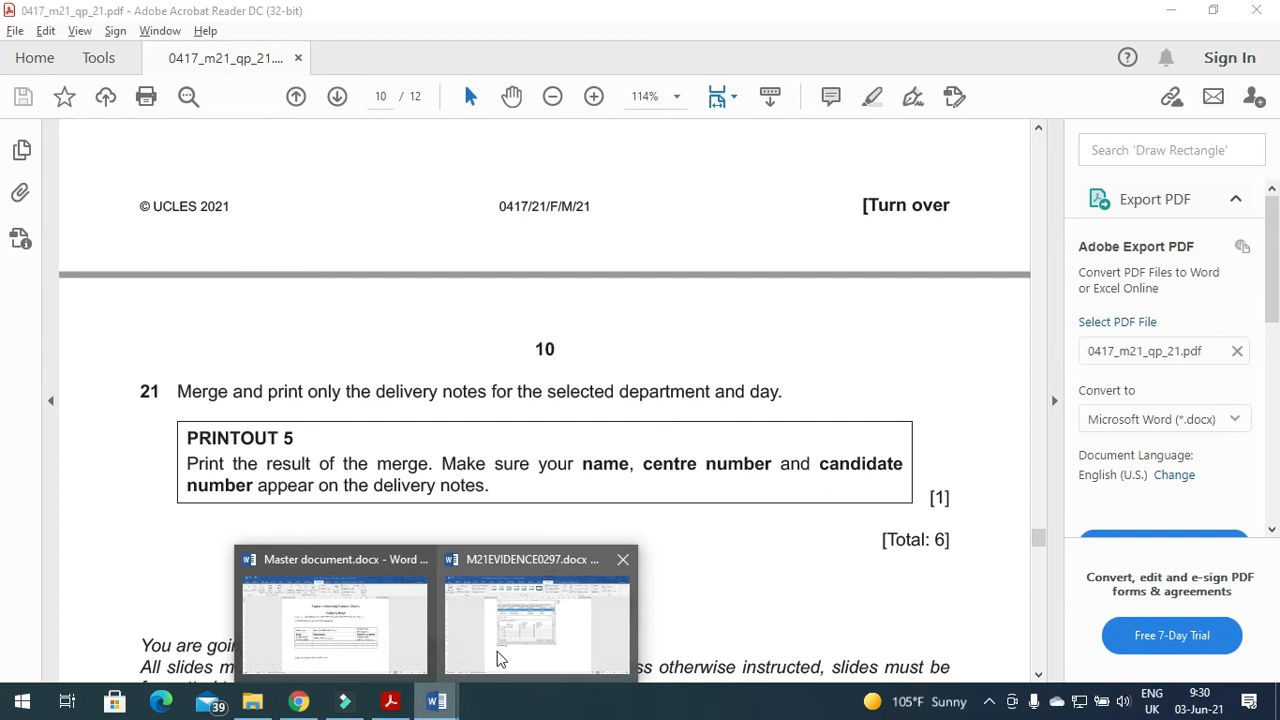 0417_m21_qp_21.pdf - Adobe Acrobat Reader DC (32-bit)
File Edit View Sign Window Help
Home Tools 0417_m21_qp_21.... Sign In
10 / 12 114%
Search 'Draw Rectangle'
© UCLES 2021 0417/21/F/M/21 [Turn over
Export PDF
Adobe Export PDF
Convert PDF Files to Word
or Excel Online
Select PDF File
0417_m21_qp_21.pdf
Convert to
Microsoft Word (*.docx)
Document Language:
English (U.S.) Change
Convert, edit and e-sign PDF
forms & agreements
Free 7-Day Trial
10
21 Merge and print only the delivery notes for the selected department and day.
PRINTOUT 5
Print the result of the merge. Make sure your name, centre number and candidate
number appear on the delivery notes.
[1]
[Total: 6]
Master document.docx - Word ...
M21EVIDENCE0297.docx ...
You are goin
All slides m
ss otherwise instructed, slides must be
39
105°F Sunny
ENG
UK
9:30
03-Jun-21